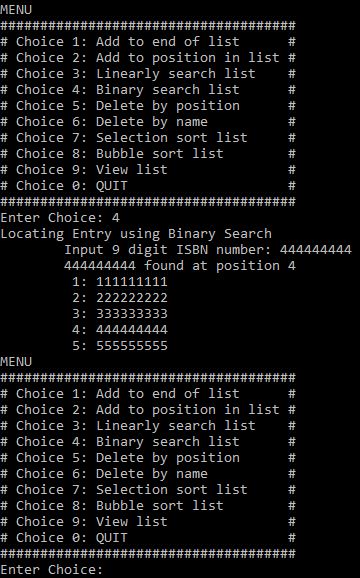 MENU
#####################################
# Choice 1: Add to end of list      #
# Choice 2: Add to position in list #
# Choice 3: Linearly search list    #
# Choice 4: Binary search list      #
# Choice 5: Delete by position      #
# Choice 6: Delete by name          #
# Choice 7: Selection sort list     #
# Choice 8: Bubble sort list        #
# Choice 9: View list               #
# Choice 0: QUIT                    #
#####################################
Enter Choice: 4
Locating Entry using Binary Search
        Input 9 digit ISBN number: 444444444
        444444444 found at position 4
         1: 111111111
         2: 222222222
         3: 333333333
         4: 444444444
         5: 555555555
MENU
#####################################
# Choice 1: Add to end of list      #
# Choice 2: Add to position in list #
# Choice 3: Linearly search list    #
# Choice 4: Binary search list      #
# Choice 5: Delete by position      #
# Choice 6: Delete by name          #
# Choice 7: Selection sort list     #
# Choice 8: Bubble sort list        #
# Choice 9: View list               #
# Choice 0: QUIT                    #
#####################################
Enter Choice: